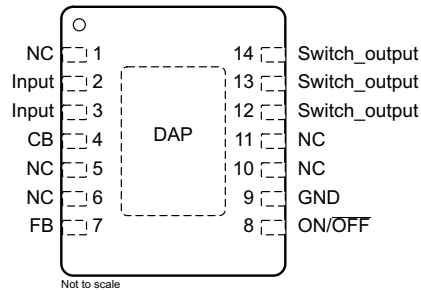 NC 1 14 Switch_output
Input 2 13 Switch_output
Input 3 12 Switch_output
CB 4 DAP 11 NC
NC 5 10 NC
NC 6 9 GND
FB 7 8 ON/OFF
Not to scale